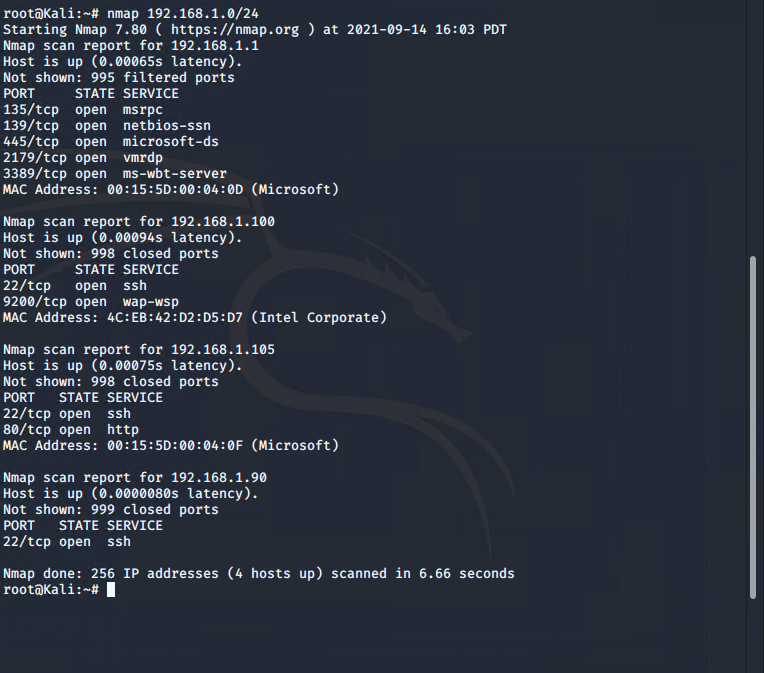 root@Kali:~# nmap 192.168.1.0/24
Starting Nmap 7.80 ( https://nmap.org ) at 2021-09-14 16:03 PDT
Nmap scan report for 192.168.1.1
Host is up (0.00065s latency).
Not shown: 995 filtered ports
PORT     STATE SERVICE
135/tcp  open  msrpc
139/tcp  open  netbios-ssn
445/tcp  open  microsoft-ds
2179/tcp open  vmrdp
3389/tcp open  ms-wbt-server
MAC Address: 00:15:5D:00:04:0D (Microsoft)

Nmap scan report for 192.168.1.100
Host is up (0.00094s latency).
Not shown: 998 closed ports
PORT     STATE SERVICE
22/tcp   open  ssh
9200/tcp open  wap-wsp
MAC Address: 4C:EB:42:D2:D5:D7 (Intel Corporate)

Nmap scan report for 192.168.1.105
Host is up (0.00075s latency).
Not shown: 998 closed ports
PORT   STATE SERVICE
22/tcp open  ssh
80/tcp open  http
MAC Address: 00:15:5D:00:04:0F (Microsoft)

Nmap scan report for 192.168.1.90
Host is up (0.0000080s latency).
Not shown: 999 closed ports
PORT   STATE SERVICE
22/tcp open  ssh

Nmap done: 256 IP addresses (4 hosts up) scanned in 6.66 seconds
root@Kali:~#